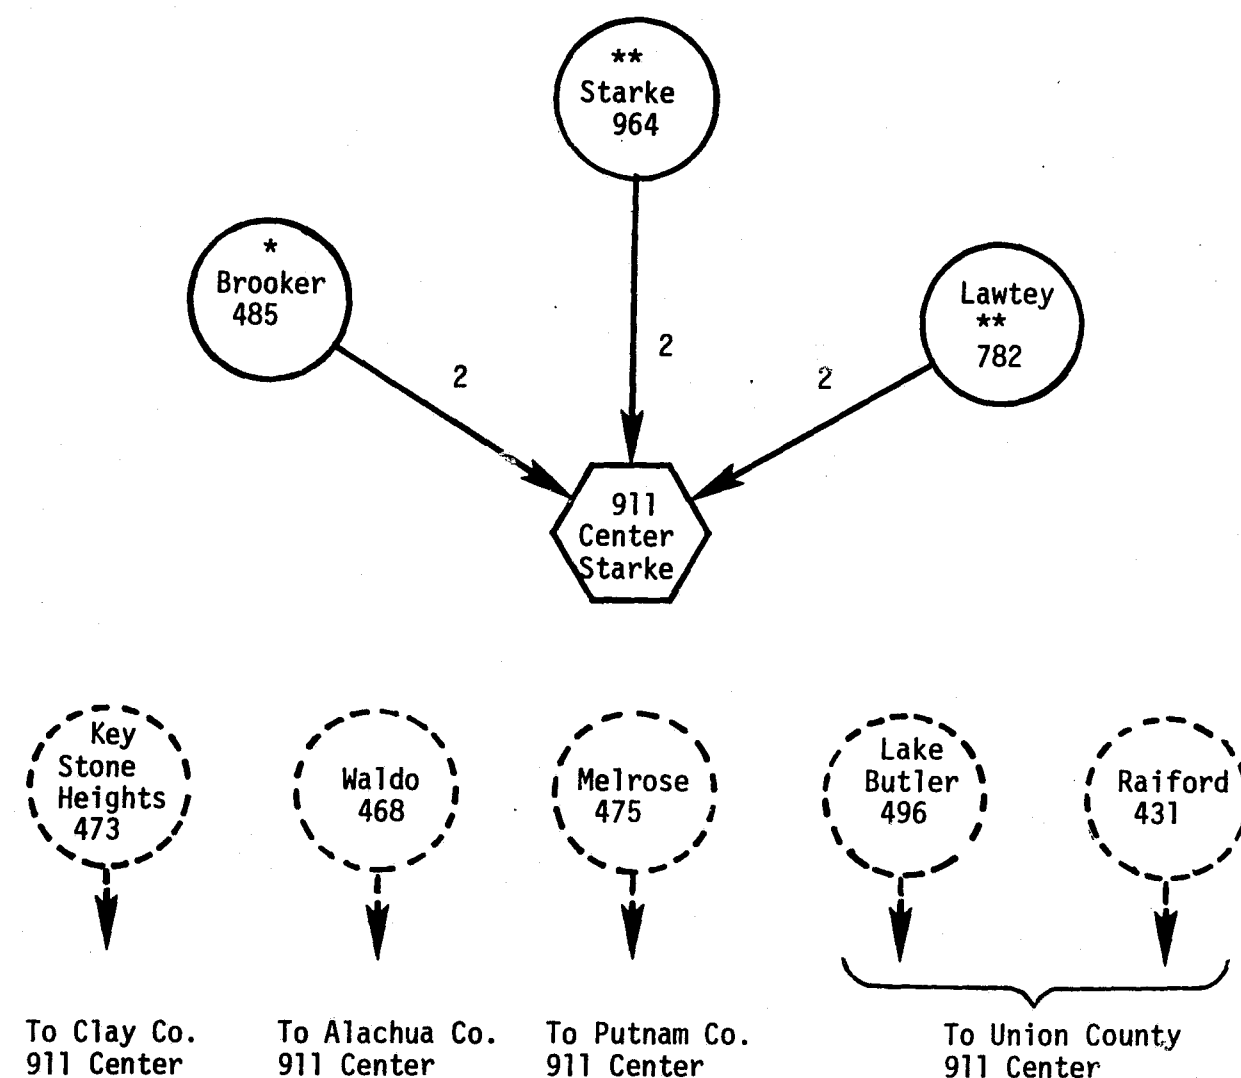 **
Starke
964
*
Brooker
485
Lawtey
**
782
2
2
2
911
Center
Starke
Key
Stone
Heights
473
Waldo
468
Melrose
475
Lake
Butler
496
Raiford
431
To Clay Co.
911 Center
To Alachua Co.
911 Center
To Putnam Co.
911 Center
To Union County
911 Center